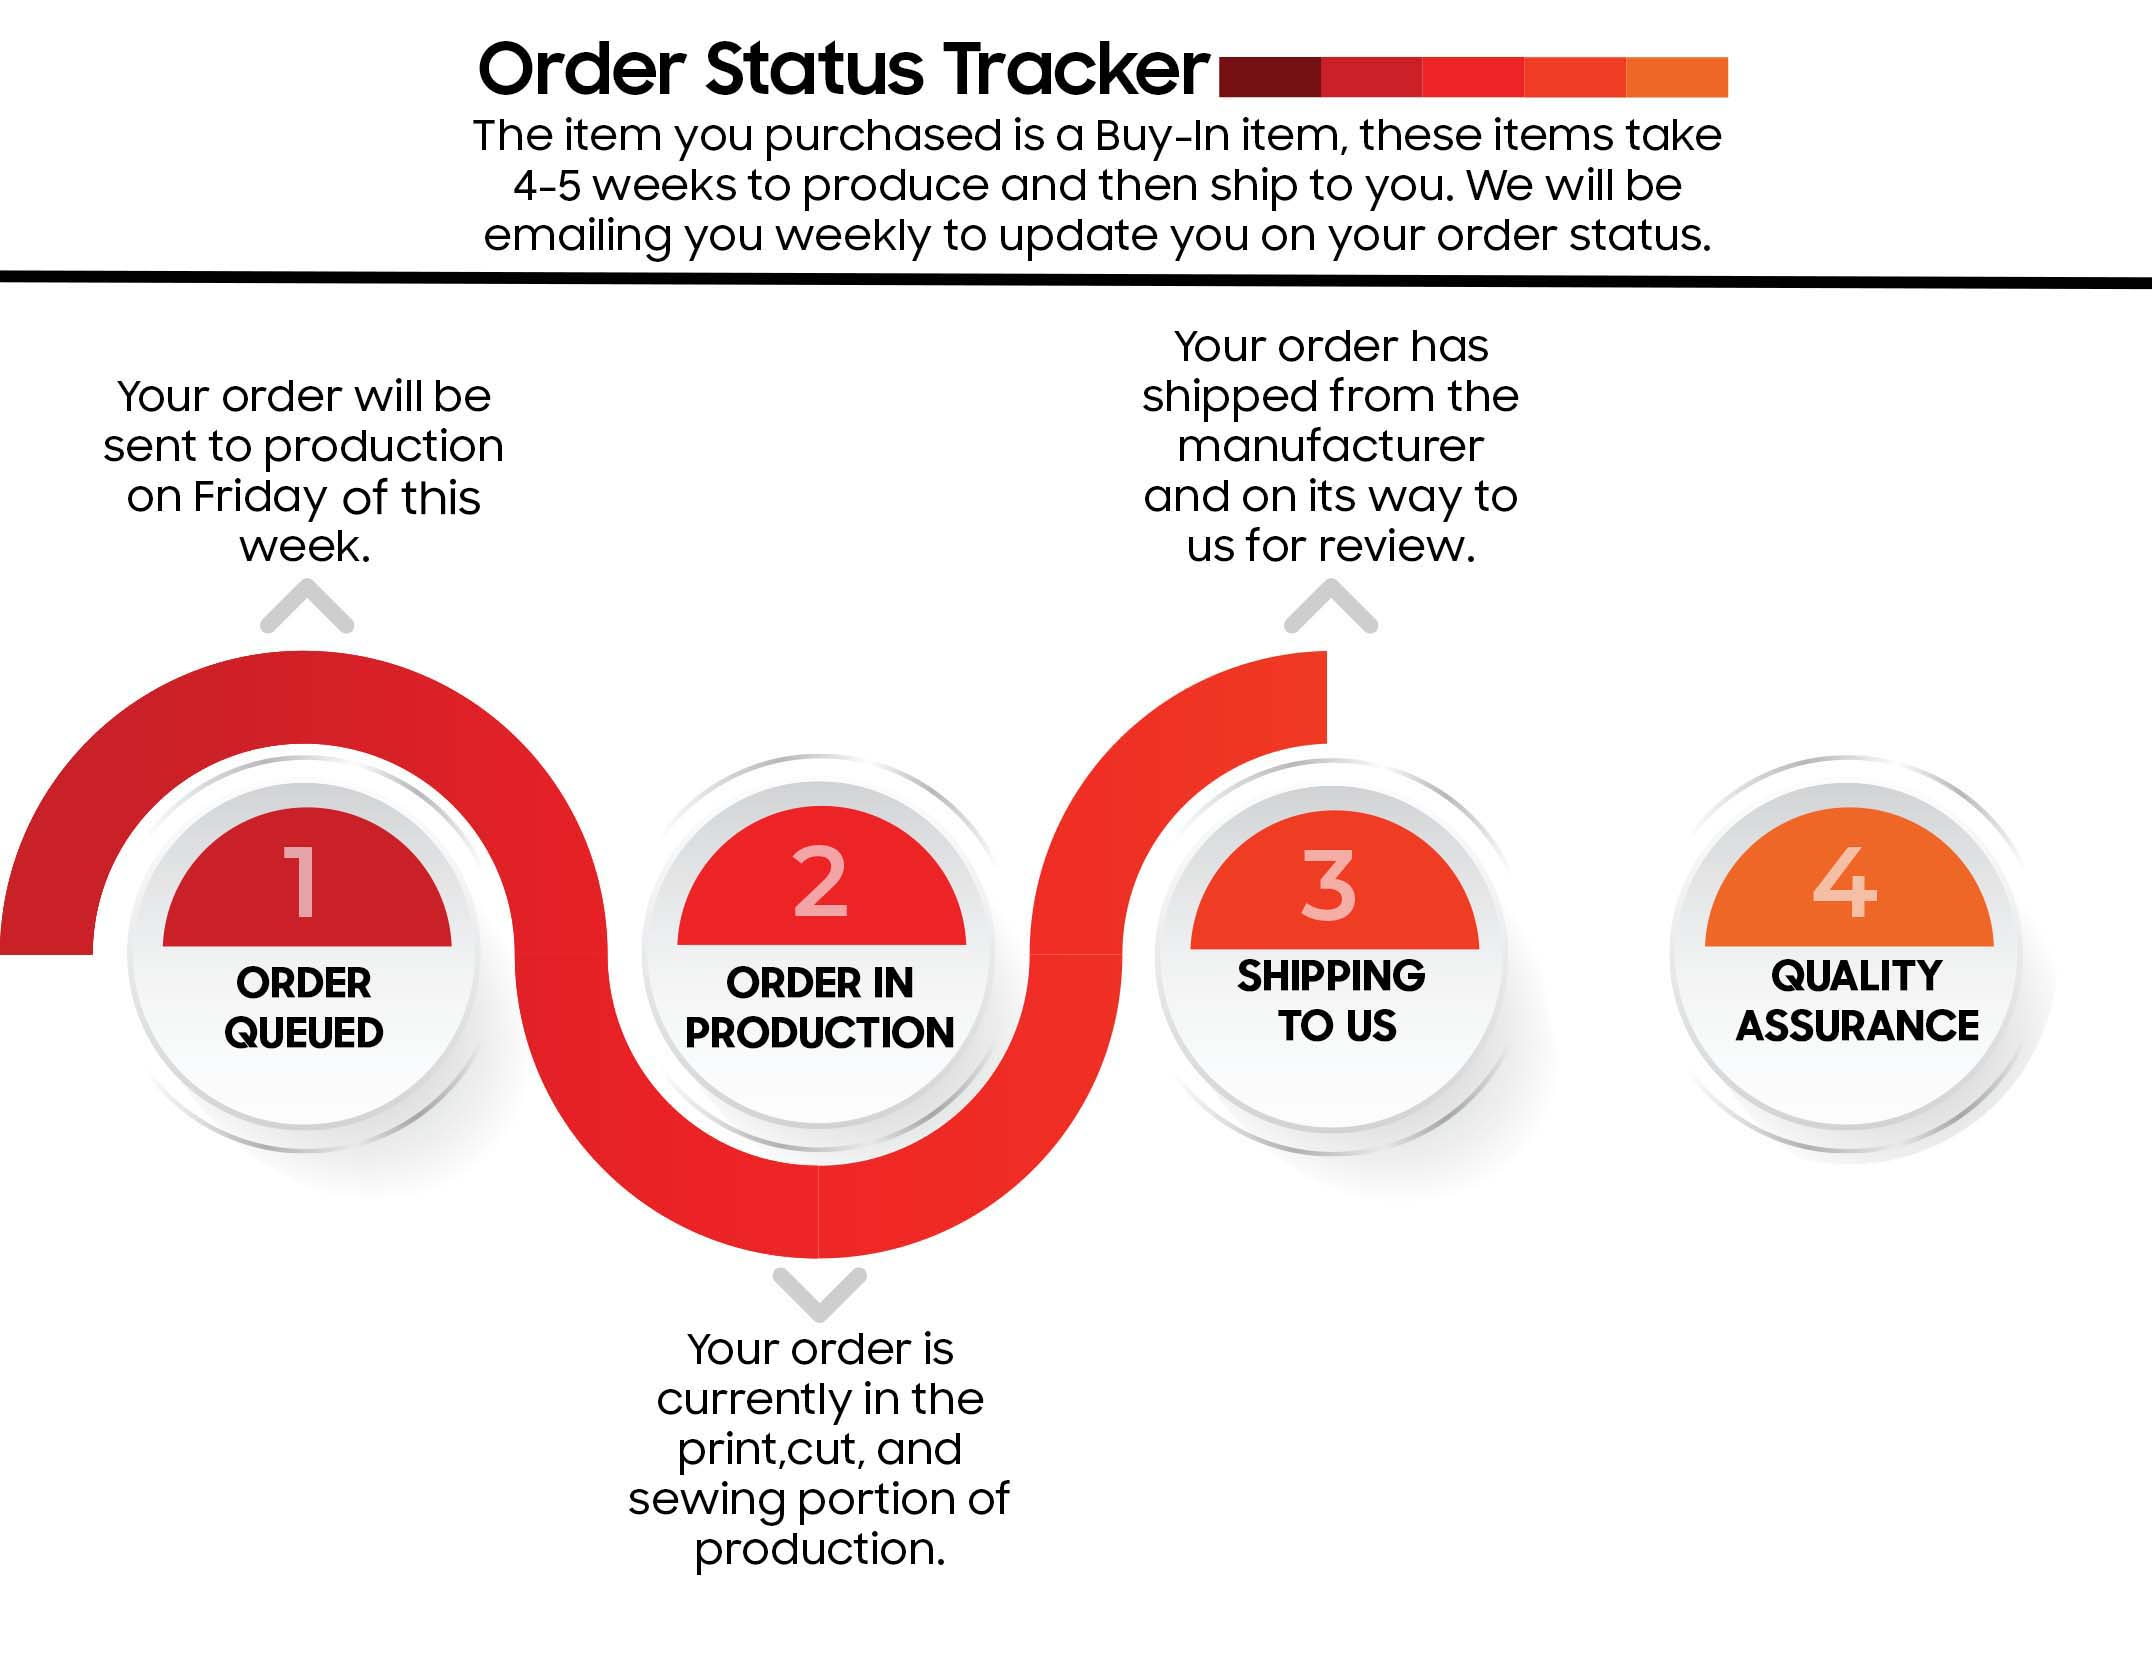 Order Status Tracker
The item you purchased is a Buy-In item, these items take
4-5 weeks to produce and then ship to you. We will be
emailing you weekly to update you on your order status.
Your order will be
sent to production
on Friday of this
week.
1
ORDER
QUEUED
2
ORDER IN
PRODUCTION
Your order is
currently in the
print,cut, and
sewing portion of
production.
Your order has
shipped from the
manufacturer
and on its way to
us for review.
3
SHIPPING
TO US
4
QUALITY
ASSURANCE